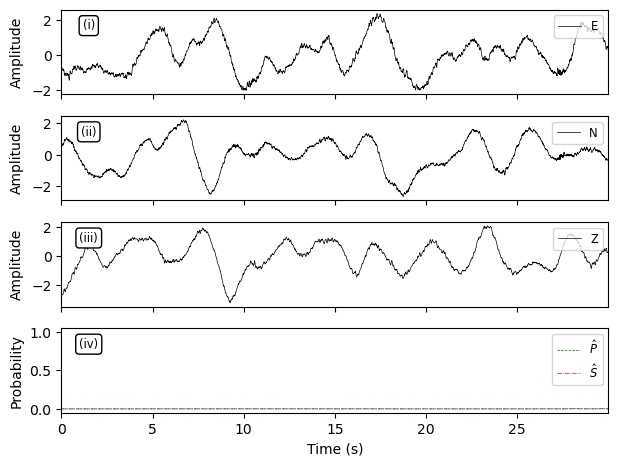 2
0
−2
Amplitude
(i)
E
2
0
−2
Amplitude
(ii)
N
2
0
−2
Amplitude
(iii)
Z
1.0
0.5
0.0
Probability
(iv)
P̂
Ŝ
0 5 10 15 20 25
Time (s)